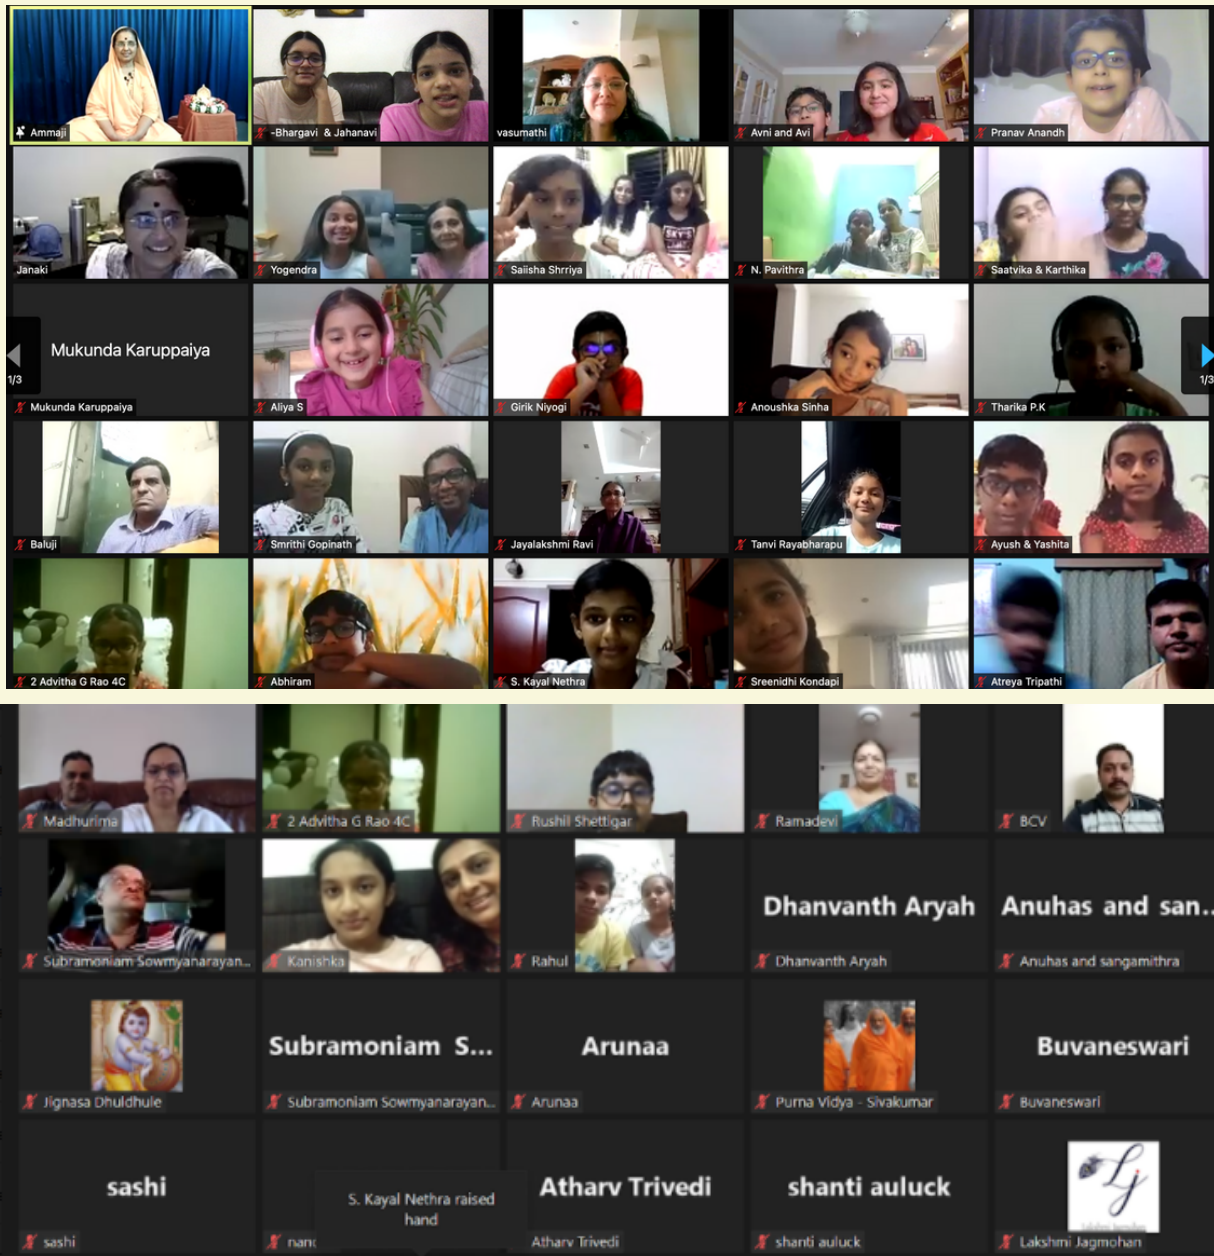 Ammaji
-Bhargavi & Jahanavi
vasumathi
Avni and Avi
Pranav Anandh
Janaki
Yogendra
Saiisha Shrriya
SKY'S
N. Pavithra
Saatvika & Karthika
Mukunda Karuppaiya
1/3
1/3
Mukunda Karuppaiya
Aliya S
Girik Niyogi
Anoushka Sinha
Tharika P.K
Baluji
Smrithi Gopinath
Jayalakshmi Ravi
Tanvi Rayabharapu
Ayush & Yashita
2 Advitha G Rao 4C
Abhiram
S. Kayal Nethra
Sreenidhi Kondapi
Atreya Tripathi
Madhurima
2 Advitha G Rao 4C
Rushil Shettigar
Ramadevi
BCV
Subramoniam Sowmyanarayan...
Kanishka
Rahul
Dhanvanth Aryah
Dhanvanth Aryah
Anuhas and san...
Anuhas and sangamithra
Jignasa Dhuldhule
Subramoniam S...
Subramoniam Sowmyanarayan...
Arunaa
Arunaa
Purna Vidya - Sivakumar
Buvaneswari
Buvaneswari
sashi
sashi
S. Kayal Nethra raised
hand
Atharv Trivedi
Atharv Trivedi
shanti auluck
shanti auluck
Lj
Lakshmi Jagmohan